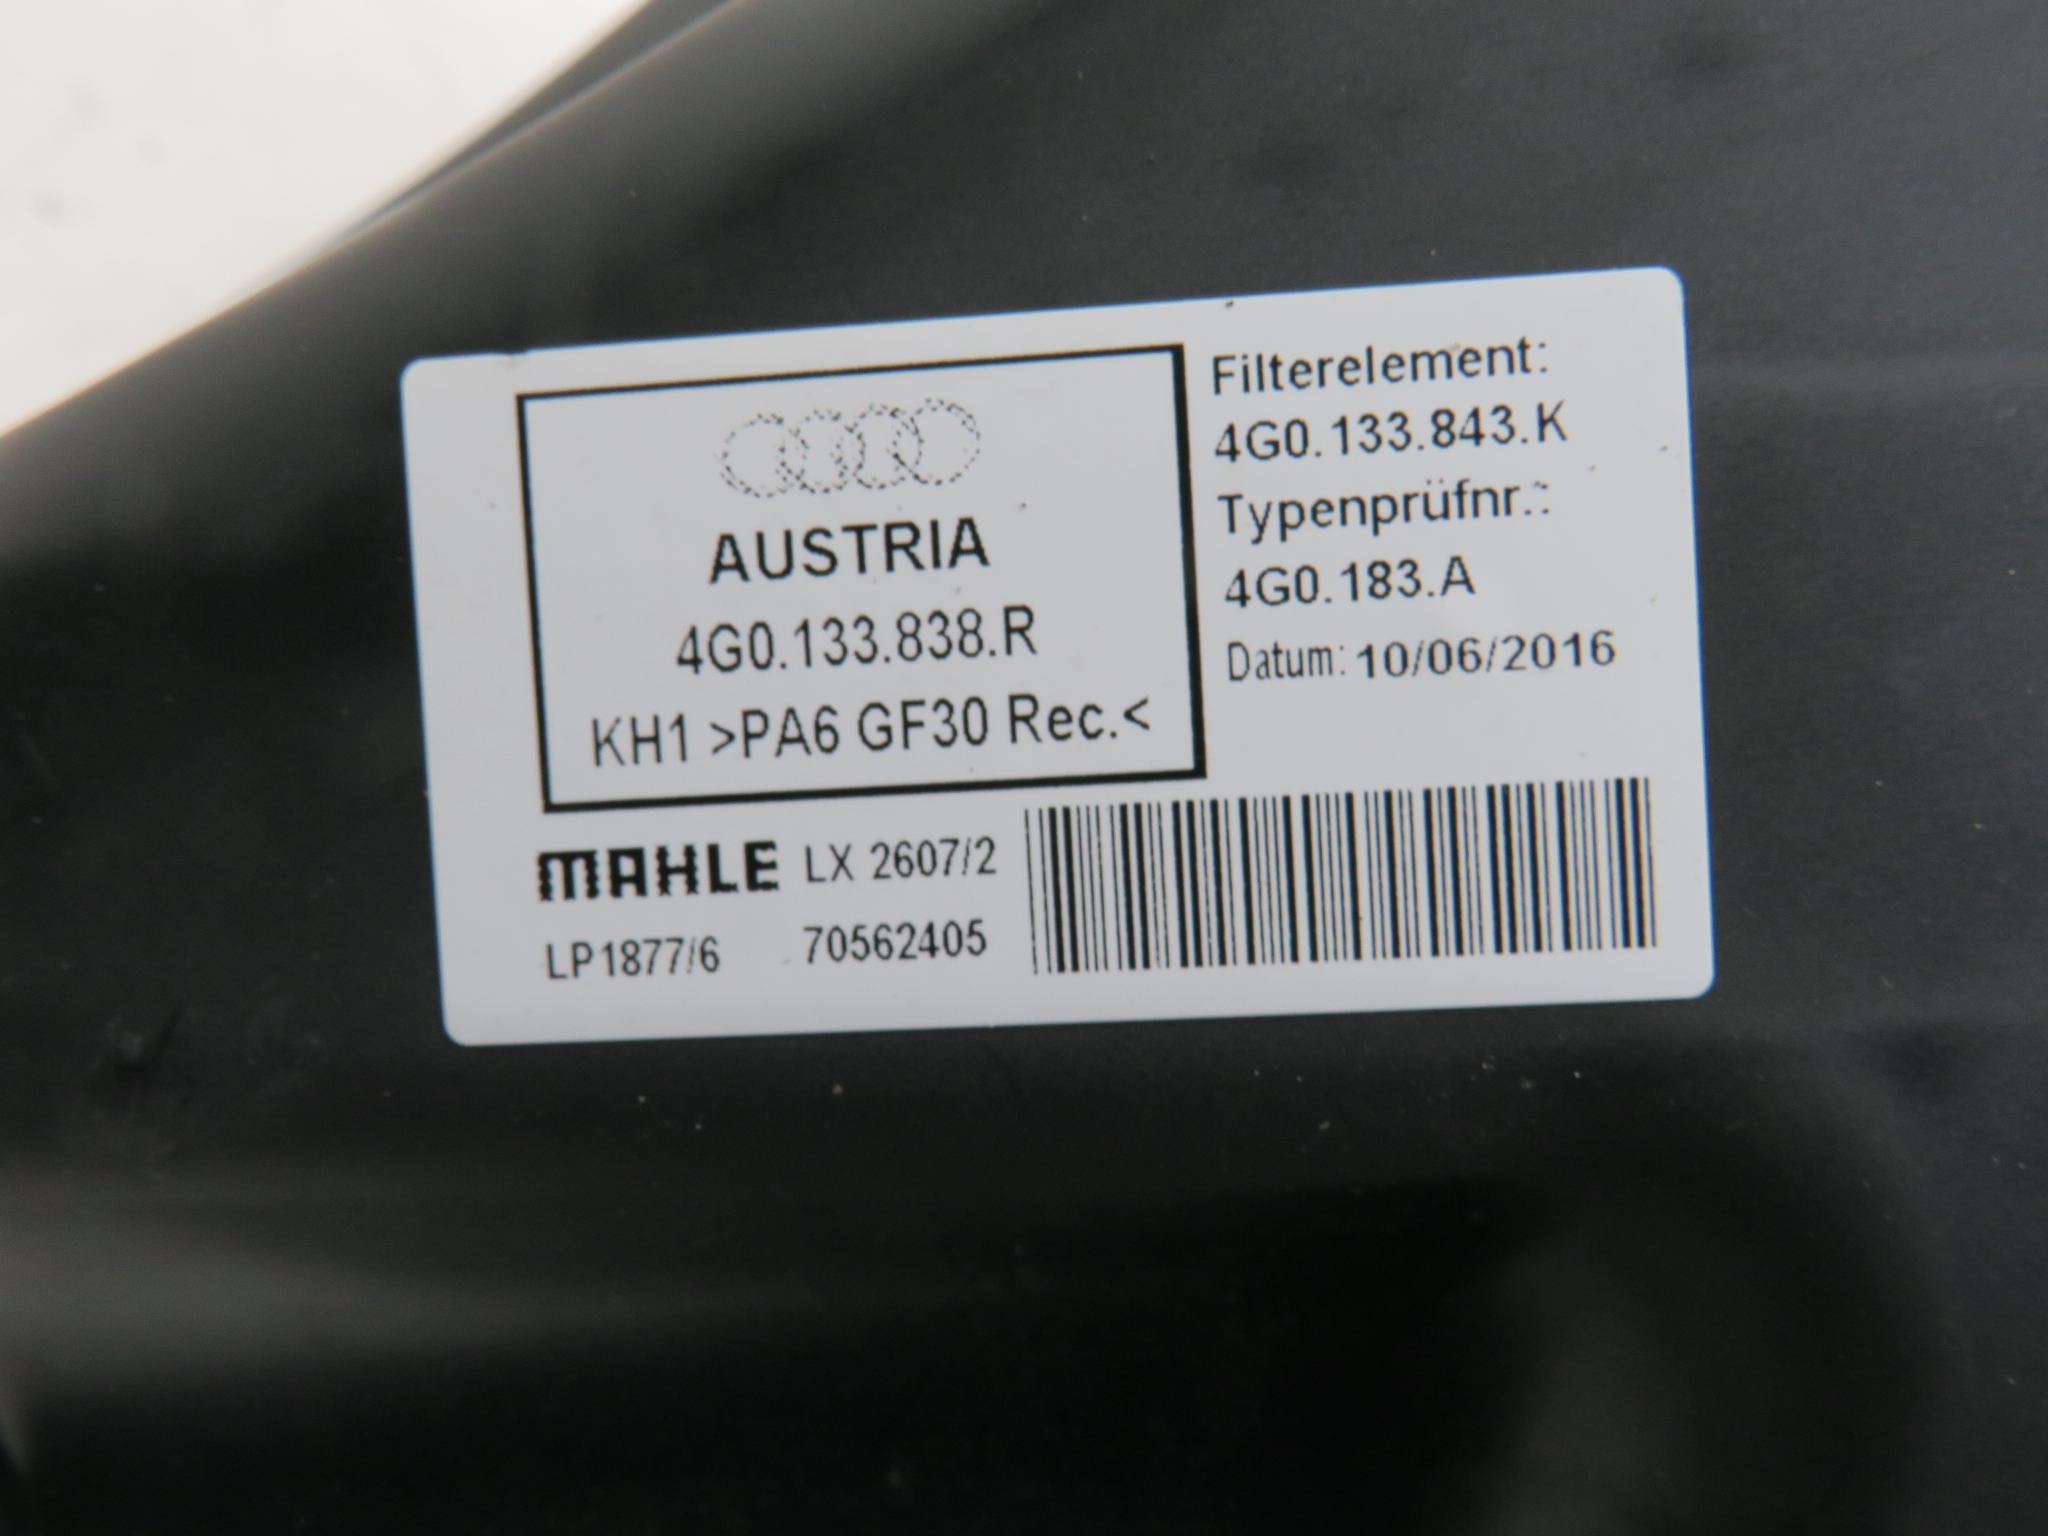 AUSTRIA
4G0.133.838.R
KH1 >PA6 GF30 Rec.<
Filterelement:
4G0.133.843.K
Typenprüfnr.:
4G0.183.A
Datum: 10/06/2016
MAHLE LX 2607/2
LP1877/6 70562405